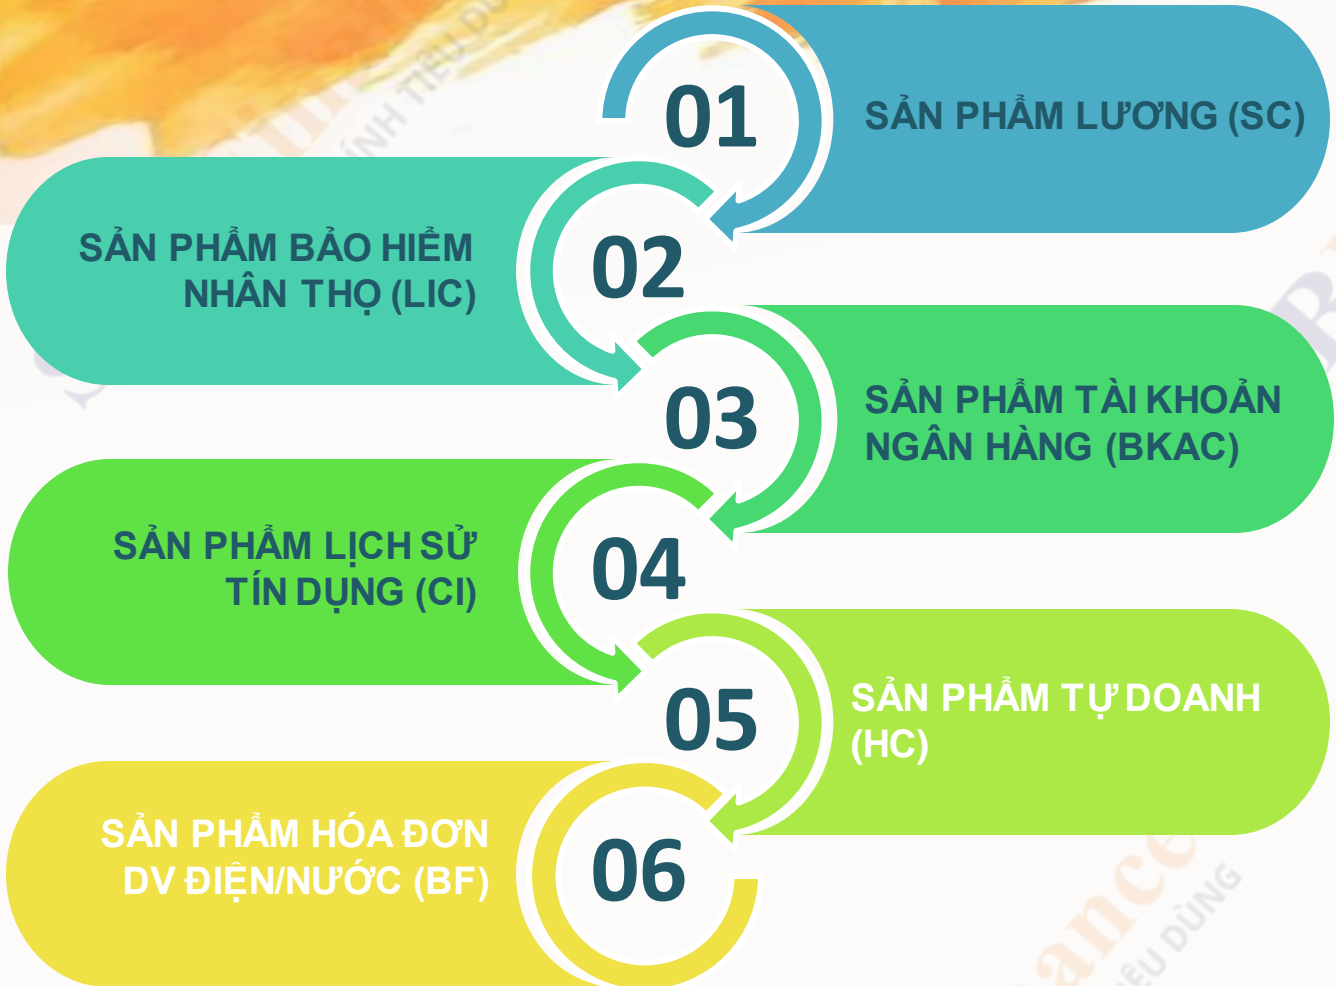 01
SẢN PHẨM LƯƠNG (SC)
SẢN PHẨM BẢO HIỂM
NHÂN THỌ (LIC)
02
03
SẢN PHẨM TÀI KHOẢN
NGÂN HÀNG (BKAC)
SẢN PHẨM LỊCH SỬ
TÍN DỤNG (CI)
04
05
SẢN PHẨM TỰ DOANH
(HC)
SẢN PHẨM HÓA ĐƠN
DV ĐIỆN/NƯỚC (BF)
06